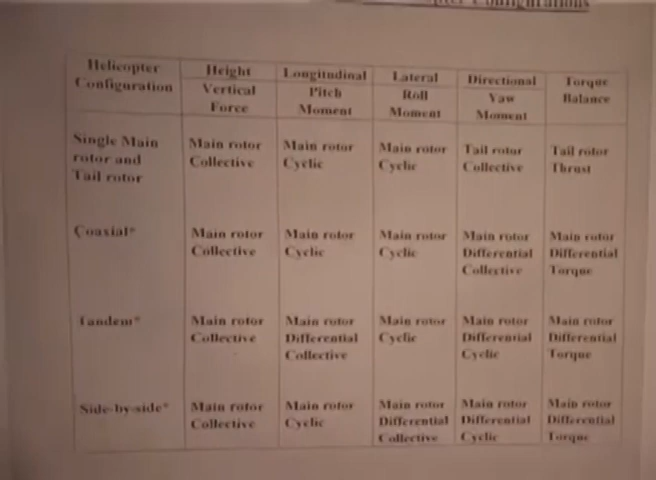 Configurations
Helicopter Configuration | Height | Longitudinal | Lateral | Directional | Torque Balance
Vertical Force | Pitch Moment | Roll Moment | Yaw Moment
Single Main rotor and Tail rotor | Main rotor Collective | Main rotor Cyclic | Main rotor Cyclic | Tail rotor Collective | Tail rotor Thrust
Coaxial* | Main rotor Collective | Main rotor Cyclic | Main rotor Cyclic | Main rotor Differential Collective | Main rotor Differential Torque
Tandem* | Main rotor Collective | Main rotor Differential Collective | Main rotor Cyclic | Main rotor Differential Cyclic | Main rotor Differential Torque
Side-by-side* | Main rotor Collective | Main rotor Cyclic | Main rotor Differential Collective | Main rotor Differential Cyclic | Main rotor Differential Torque